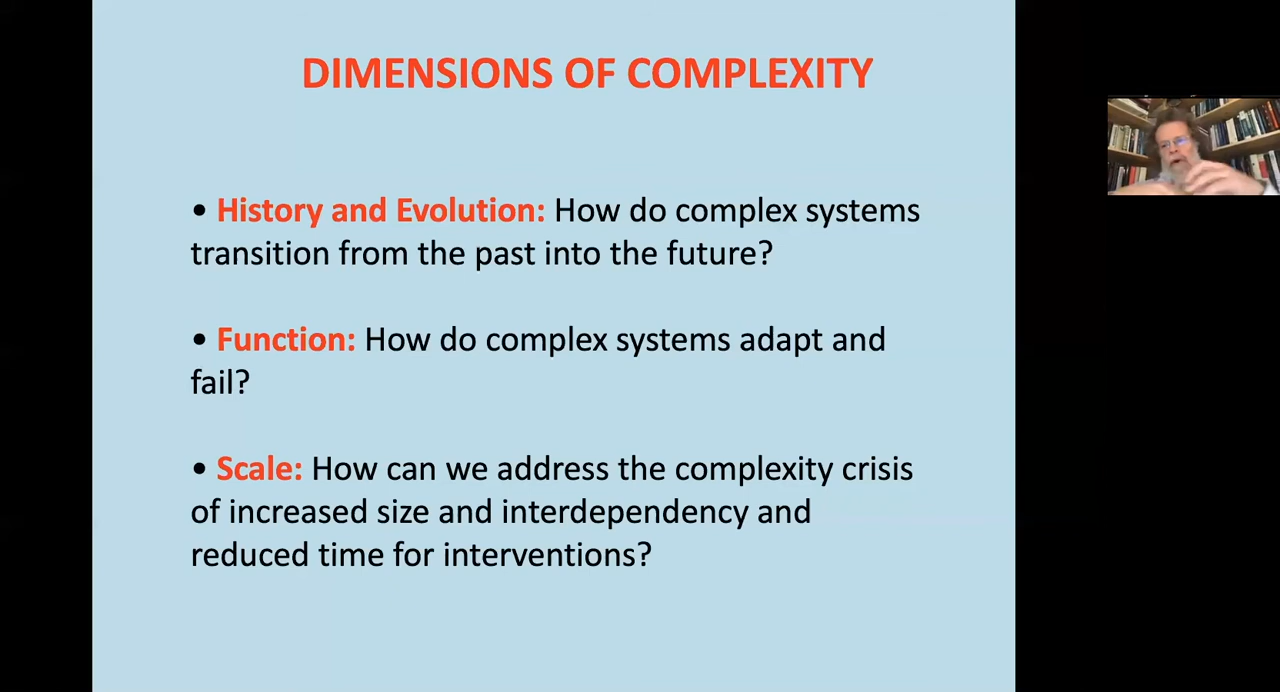 DIMENSIONS OF COMPLEXITY
• History and Evolution: How do complex systems
transition from the past into the future?
• Function: How do complex systems adapt and
fail?
• Scale: How can we address the complexity crisis
of increased size and interdependency and
reduced time for interventions?